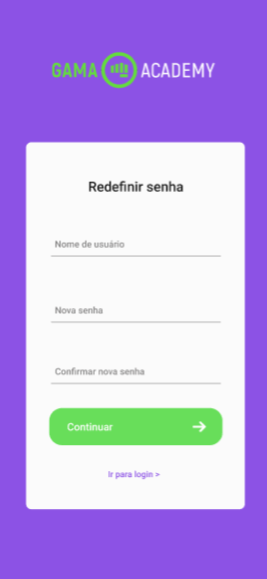 GAMA ACADEMY
Redefinir senha
Nome de usuário
Nova senha
Confirmar nova senha
Continuar
Ir para login >